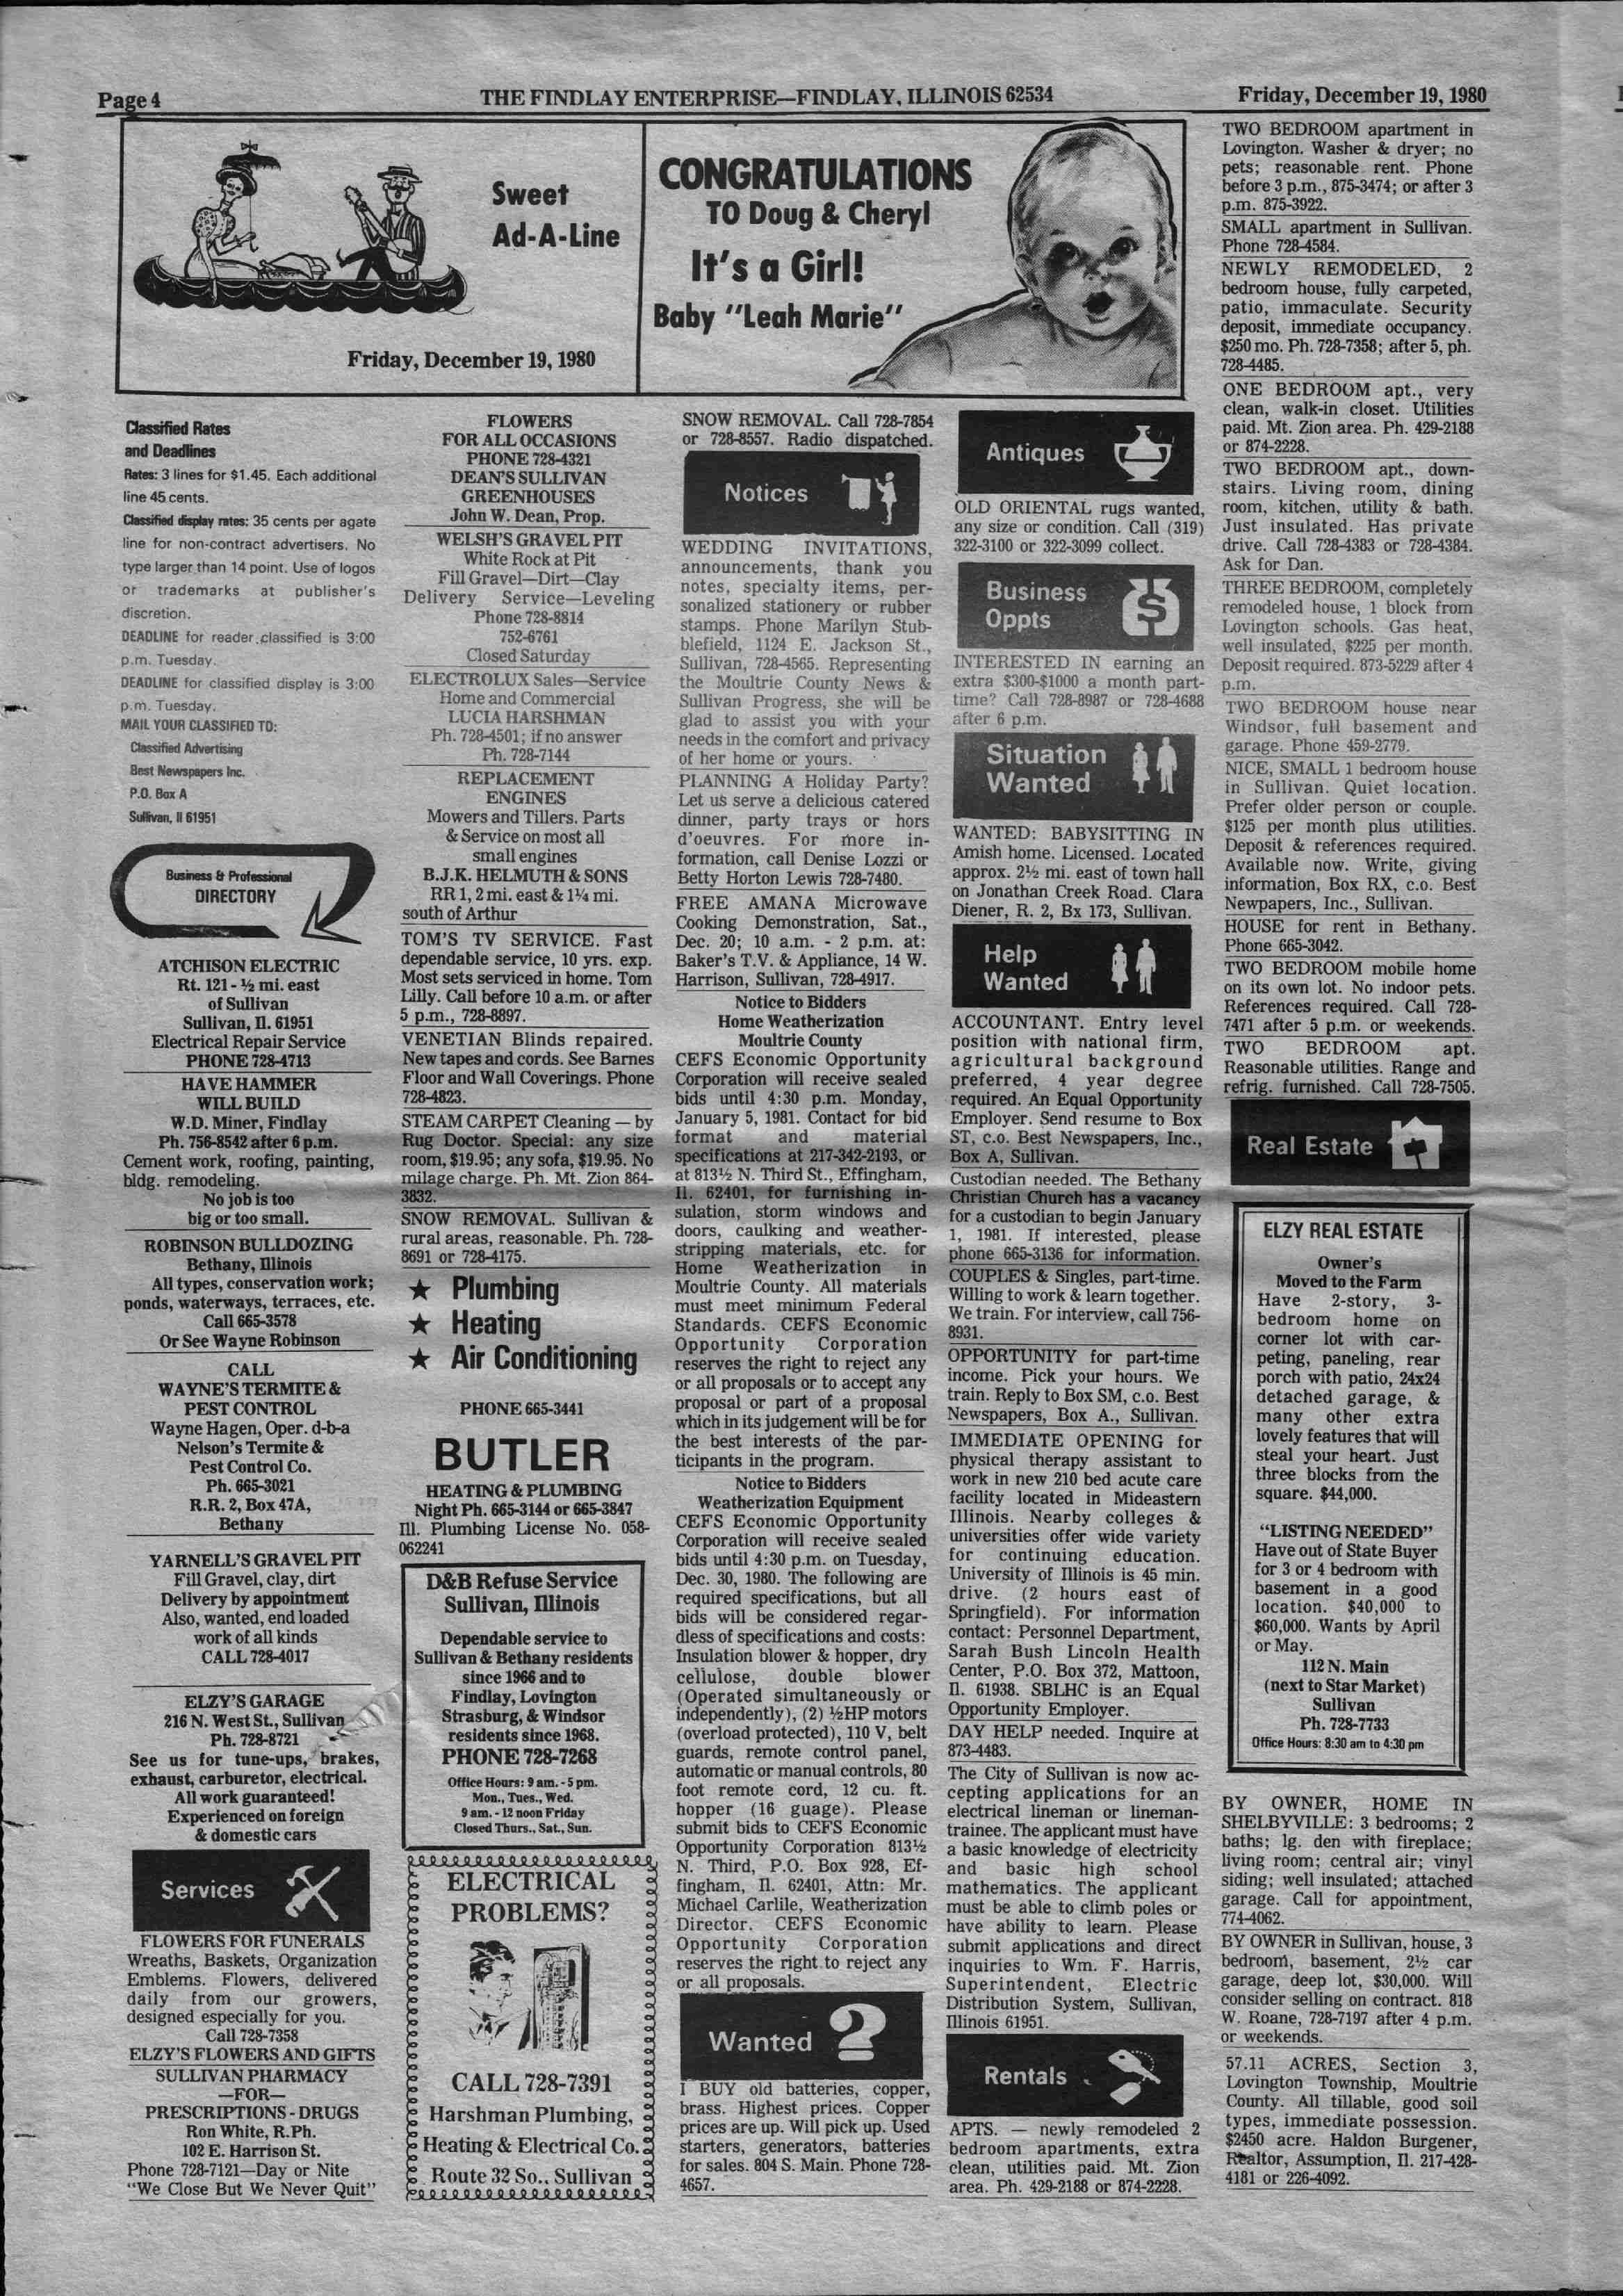 Page 4
THE FINDLAY ENTERPRISE—FINDLAY, ILLINOIS 62534
Friday, December 19, 1980
Sweet
Ad-A-Line
Friday, December 19, 1980
CONGRATULATIONS
TO Doug & Cheryl
It's a Girl!
Baby "Leah Marie"
Classified Rates
and Deadlines
Rates: 3 lines for $1.45. Each additional
line 45 cents.
Classified display rates: 35 cents per agate
line for non-contract advertisers. No
type larger than 14 point. Use of logos
or trademarks at publisher's
discretion.
DEADLINE for reader classified is 3:00
p.m. Tuesday.
DEADLINE for classified display is 3:00
p.m. Tuesday.
MAIL YOUR CLASSIFIED TO:
Classified Advertising
Best Newspapers Inc.
P.O. Box A
Sullivan, Il 61951
Business & Professional
DIRECTORY
ATCHISON ELECTRIC
Rt. 121 - ½ mi. east
of Sullivan
Sullivan, Il. 61951
Electrical Repair Service
PHONE 728-4713
HAVE HAMMER
WILL BUILD
W.D. Miner, Findlay
Ph. 756-8542 after 6 p.m.
Cement work, roofing, painting,
bldg. remodeling.
No job is too
big or too small.
ROBINSON BULLDOZING
Bethany, Illinois
All types, conservation work;
ponds, waterways, terraces, etc.
Call 665-3578
Or See Wayne Robinson
CALL
WAYNE'S TERMITE &
PEST CONTROL
Wayne Hagen, Oper. d-b-a
Nelson's Termite &
Pest Control Co.
Ph. 665-3021
R.R. 2, Box 47A,
Bethany
YARNELL'S GRAVEL PIT
Fill Gravel, clay, dirt
Delivery by appointment
Also, wanted, end loaded
work of all kinds
CALL 728-4017
ELZY'S GARAGE
216 N. West St., Sullivan
Ph. 728-8721
See us for tune-ups, brakes,
exhaust, carburetor, electrical.
All work guaranteed!
Experienced on foreign
& domestic cars
Services
FLOWERS FOR FUNERALS
Wreaths, Baskets, Organization
Emblems. Flowers, delivered
daily from our growers,
designed especially for you.
Call 728-7358
ELZY'S FLOWERS AND GIFTS
SULLIVAN PHARMACY
—FOR—
PRESCRIPTIONS - DRUGS
Ron White, R.Ph.
102 E. Harrison St.
Phone 728-7121—Day or Nite
"We Close But We Never Quit"
FLOWERS
FOR ALL OCCASIONS
PHONE 728-4321
DEAN'S SULLIVAN
GREENHOUSES
John W. Dean, Prop.
WELSH'S GRAVEL PIT
White Rock at Pit
Fill Gravel—Dirt—Clay
Delivery Service—Leveling
Phone 728-8814
752-6761
Closed Saturday
ELECTROLUX Sales—Service
Home and Commercial
LUCIA HARSHMAN
Ph. 728-4501; if no answer
Ph. 728-7144
REPLACEMENT
ENGINES
Mowers and Tillers. Parts
& Service on most all
small engines
B.J.K. HELMUTH & SONS
RR 1, 2 mi. east & 1¼ mi.
south of Arthur
TOM'S TV SERVICE. Fast
dependable service, 10 yrs. exp.
Most sets serviced in home. Tom
Lilly. Call before 10 a.m. or after
5 p.m., 728-8897.
VENETIAN Blinds repaired.
New tapes and cords. See Barnes
Floor and Wall Coverings. Phone
728-4823.
STEAM CARPET Cleaning — by
Rug Doctor. Special: any size
room, $19.95; any sofa, $19.95. No
milage charge. Ph. Mt. Zion 864-
3832.
SNOW REMOVAL. Sullivan &
rural areas, reasonable. Ph. 728-
8691 or 728-4175.
★ Plumbing
★ Heating
★ Air Conditioning
PHONE 665-3441
BUTLER
HEATING & PLUMBING
Night Ph. 665-3144 or 665-3847
Ill. Plumbing License No. 058-
062241
D&B Refuse Service
Sullivan, Illinois
Dependable service to
Sullivan & Bethany residents
since 1966 and to
Findlay, Lovington
Strasburg, & Windsor
residents since 1968.
PHONE 728-7268
Office Hours: 9 am. - 5 pm.
Mon., Tues., Wed.
9 am. - 12 noon Friday
Closed Thurs., Sat., Sun.
ELECTRICAL
PROBLEMS?
CALL 728-7391
Harshman Plumbing,
Heating & Electrical Co.
Route 32 So., Sullivan
SNOW REMOVAL. Call 728-7854
or 728-8557. Radio dispatched.
Notices
WEDDING INVITATIONS,
announcements, thank you
notes, specialty items, per-
sonalized stationery or rubber
stamps. Phone Marilyn Stub-
blefield, 1124 E. Jackson St.,
Sullivan, 728-4565. Representing
the Moultrie County News &
Sullivan Progress, she will be
glad to assist you with your
needs in the comfort and privacy
of her home or yours.
PLANNING A Holiday Party?
Let us serve a delicious catered
dinner, party trays or hors
d'oeuvres. For more in-
formation, call Denise Lozzi or
Betty Horton Lewis 728-7480.
FREE AMANA Microwave
Cooking Demonstration, Sat.,
Dec. 20; 10 a.m. - 2 p.m. at:
Baker's T.V. & Appliance, 14 W.
Harrison, Sullivan, 728-4917.
Notice to Bidders
Home Weatherization
Moultrie County
CEFS Economic Opportunity
Corporation will receive sealed
bids until 4:30 p.m. Monday,
January 5, 1981. Contact for bid
format and material
specifications at 217-342-2193, or
at 813½ N. Third St., Effingham,
Il. 62401, for furnishing in-
sulation, storm windows and
doors, caulking and weather-
stripping materials, etc. for
Home Weatherization in
Moultrie County. All materials
must meet minimum Federal
Standards. CEFS Economic
Opportunity Corporation
reserves the right to reject any
or all proposals or to accept any
proposal or part of a proposal
which in its judgement will be for
the best interests of the par-
ticipants in the program.
Notice to Bidders
Weatherization Equipment
CEFS Economic Opportunity
Corporation will receive sealed
bids until 4:30 p.m. on Tuesday,
Dec. 30, 1980. The following are
required specifications, but all
bids will be considered regar-
dless of specifications and costs:
Insulation blower & hopper, dry
cellulose, double blower
(Operated simultaneously or
independently), (2) ½HP motors
(overload protected), 110 V, belt
guards, remote control panel,
automatic or manual controls, 80
foot remote cord, 12 cu. ft.
hopper (16 guage). Please
submit bids to CEFS Economic
Opportunity Corporation 813½
N. Third, P.O. Box 928, Ef-
fingham, Il. 62401, Attn: Mr.
Michael Carlile, Weatherization
Director. CEFS Economic
Opportunity Corporation
reserves the right to reject any
or all proposals.
Wanted ?
I BUY old batteries, copper,
brass. Highest prices. Copper
prices are up. Will pick up. Used
starters, generators, batteries
for sales. 804 S. Main. Phone 728-
4657.
Antiques
OLD ORIENTAL rugs wanted,
any size or condition. Call (319)
322-3100 or 322-3099 collect.
Business
Oppts
$
INTERESTED IN earning an
extra $300-$1000 a month part-
time? Call 728-8987 or 728-4688
after 6 p.m.
Situation
Wanted
WANTED: BABYSITTING IN
Amish home. Licensed. Located
approx. 2½ mi. east of town hall
on Jonathan Creek Road. Clara
Diener, R. 2, Bx 173, Sullivan.
Help
Wanted
ACCOUNTANT. Entry level
position with national firm,
agricultural background
preferred, 4 year degree
required. An Equal Opportunity
Employer. Send resume to Box
ST, c.o. Best Newspapers, Inc.,
Box A, Sullivan.
Custodian needed. The Bethany
Christian Church has a vacancy
for a custodian to begin January
1, 1981. If interested, please
phone 665-3136 for information.
COUPLES & Singles, part-time.
Willing to work & learn together.
We train. For interview, call 756-
8931.
OPPORTUNITY for part-time
income. Pick your hours. We
train. Reply to Box SM, c.o. Best
Newspapers, Box A., Sullivan.
IMMEDIATE OPENING for
physical therapy assistant to
work in new 210 bed acute care
facility located in Mideastern
Illinois. Nearby colleges &
universities offer wide variety
for continuing education.
University of Illinois is 45 min.
drive. (2 hours east of
Springfield). For information
contact: Personnel Department,
Sarah Bush Lincoln Health
Center, P.O. Box 372, Mattoon,
Il. 61938. SBLHC is an Equal
Opportunity Employer.
DAY HELP needed. Inquire at
873-4483.
The City of Sullivan is now ac-
cepting applications for an
electrical lineman or lineman-
trainee. The applicant must have
a basic knowledge of electricity
and basic high school
mathematics. The applicant
must be able to climb poles or
have ability to learn. Please
submit applications and direct
inquiries to Wm. F. Harris,
Superintendent, Electric
Distribution System, Sullivan,
Illinois 61951.
Rentals
APTS. — newly remodeled 2
bedroom apartments, extra
clean, utilities paid. Mt. Zion
area. Ph. 429-2188 or 874-2228.
TWO BEDROOM apartment in
Lovington. Washer & dryer; no
pets; reasonable rent. Phone
before 3 p.m., 875-3474; or after 3
p.m. 875-3922.
SMALL apartment in Sullivan.
Phone 728-4584.
NEWLY REMODELED, 2
bedroom house, fully carpeted,
patio, immaculate. Security
deposit, immediate occupancy.
$250 mo. Ph. 728-7358; after 5, ph.
728-4485.
ONE BEDROOM apt., very
clean, walk-in closet. Utilities
paid. Mt. Zion area. Ph. 429-2188
or 874-2228.
TWO BEDROOM apt., down-
stairs. Living room, dining
room, kitchen, utility & bath.
Just insulated. Has private
drive. Call 728-4383 or 728-4384.
Ask for Dan.
THREE BEDROOM, completely
remodeled house, 1 block from
Lovington schools. Gas heat,
well insulated, $225 per month.
Deposit required. 873-5229 after 4
p.m.
TWO BEDROOM house near
Windsor, full basement and
garage. Phone 459-2779.
NICE, SMALL 1 bedroom house
in Sullivan. Quiet location.
Prefer older person or couple.
$125 per month plus utilities.
Deposit & references required.
Available now. Write, giving
information, Box RX, c.o. Best
Newpapers, Inc., Sullivan.
HOUSE for rent in Bethany.
Phone 665-3042.
TWO BEDROOM mobile home
on its own lot. No indoor pets.
References required. Call 728-
7471 after 5 p.m. or weekends.
TWO BEDROOM apt.
Reasonable utilities. Range and
refrig. furnished. Call 728-7505.
Real Estate
ELZY REAL ESTATE
Owner's
Moved to the Farm
Have 2-story, 3-
bedroom home on
corner lot with car-
peting, paneling, rear
porch with patio, 24x24
detached garage, &
many other extra
lovely features that will
steal your heart. Just
three blocks from the
square. $44,000.
"LISTING NEEDED"
Have out of State Buyer
for 3 or 4 bedroom with
basement in a good
location. $40,000 to
$60,000. Wants by April
or May.
112 N. Main
(next to Star Market)
Sullivan
Ph. 728-7733
Office Hours: 8:30 am to 4:30 pm
BY OWNER, HOME IN
SHELBYVILLE: 3 bedrooms; 2
baths; lg. den with fireplace;
living room; central air; vinyl
siding; well insulated; attached
garage. Call for appointment,
774-4062.
BY OWNER in Sullivan, house, 3
bedroom, basement, 2½ car
garage, deep lot, $30,000. Will
consider selling on contract. 818
W. Roane, 728-7197 after 4 p.m.
or weekends.
57.11 ACRES, Section 3,
Lovington Township, Moultrie
County. All tillable, good soil
types, immediate possession.
$2450 acre. Haldon Burgener,
Realtor, Assumption, Il. 217-428-
4181 or 226-4092.